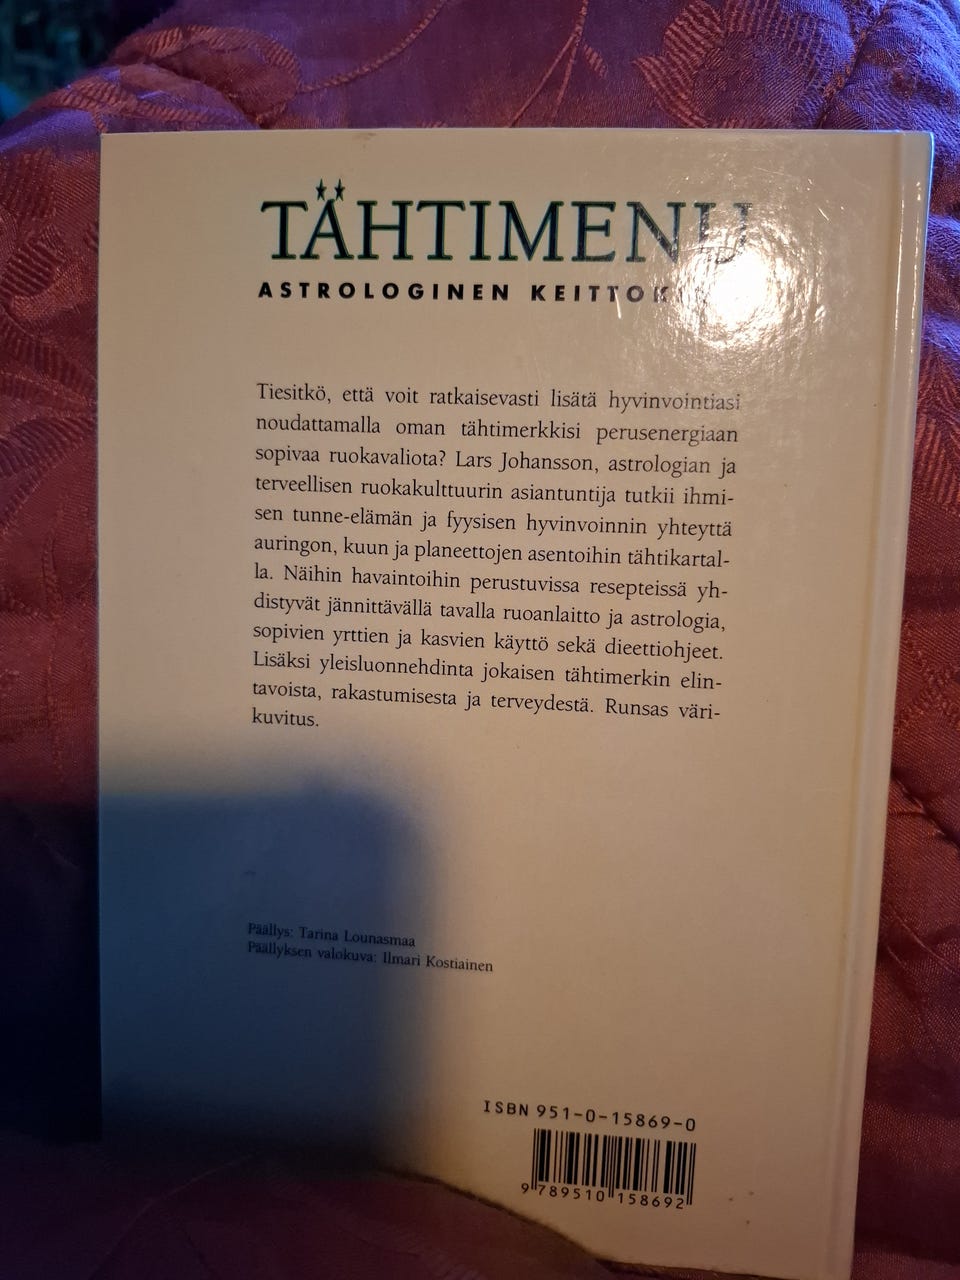 TÄHTIMENU
ASTROLOGINEN
Tiesitkö, että voit ratkaisevasti lisätä hyvinvointiasi
noudattamalla oman tähtimerkkisi perusenergiaan
sopivaa ruokavaliota? Lars Johansson, astrologian ja
terveellisen ruokakulttuurin asiantuntija tutkii ihmi-
sen tunne-elämän ja fyysisen hyvinvoinnin yhteyttä
auringon, kuun ja planeettojen asentoihin tähtikartal-
la. Näihin havaintoihin perustuvissa resepteissä yh-
distyvät jännittävällä tavalla ruoanlaitto ja astrologia,
sopivien yrttien ja kasvien käyttö sekä dieettiohjeet.
Lisäksi yleisluonnehdinta jokaisen tähtimerkin elin-
tavoista, rakastumisesta ja terveydestä. Runsas väri-
kuvitus.
Päällys: Tarina Lounasmaa
Päällyksen valokuva: Ilmari Kostiainen
ISBN 951-0-15869-0
9 789510 158692